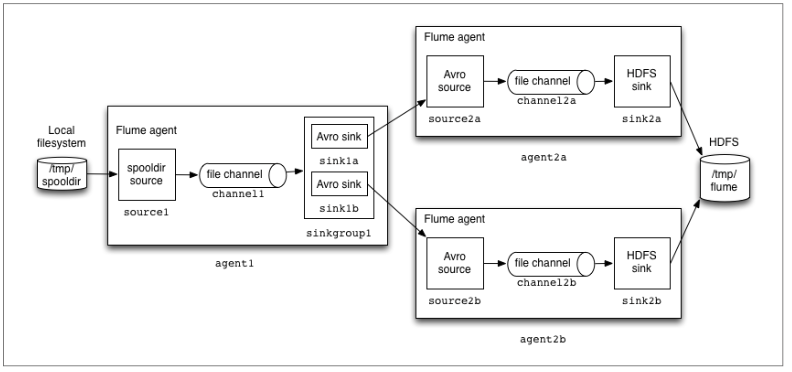 Local
filesystem
/tmp/
spooldir
Flume agent
spooldir
source
source1
file channel
channel1
Avro sink
sink1a
Avro sink
sink1b
sinkgroup1
agent1
Flume agent
Avro
source
source2a
file channel
channel2a
HDFS
sink
sink2a
agent2a
Flume agent
Avro
source
source2b
file channel
channel2b
HDFS
sink
sink2b
agent2b
HDFS
/tmp/
flume